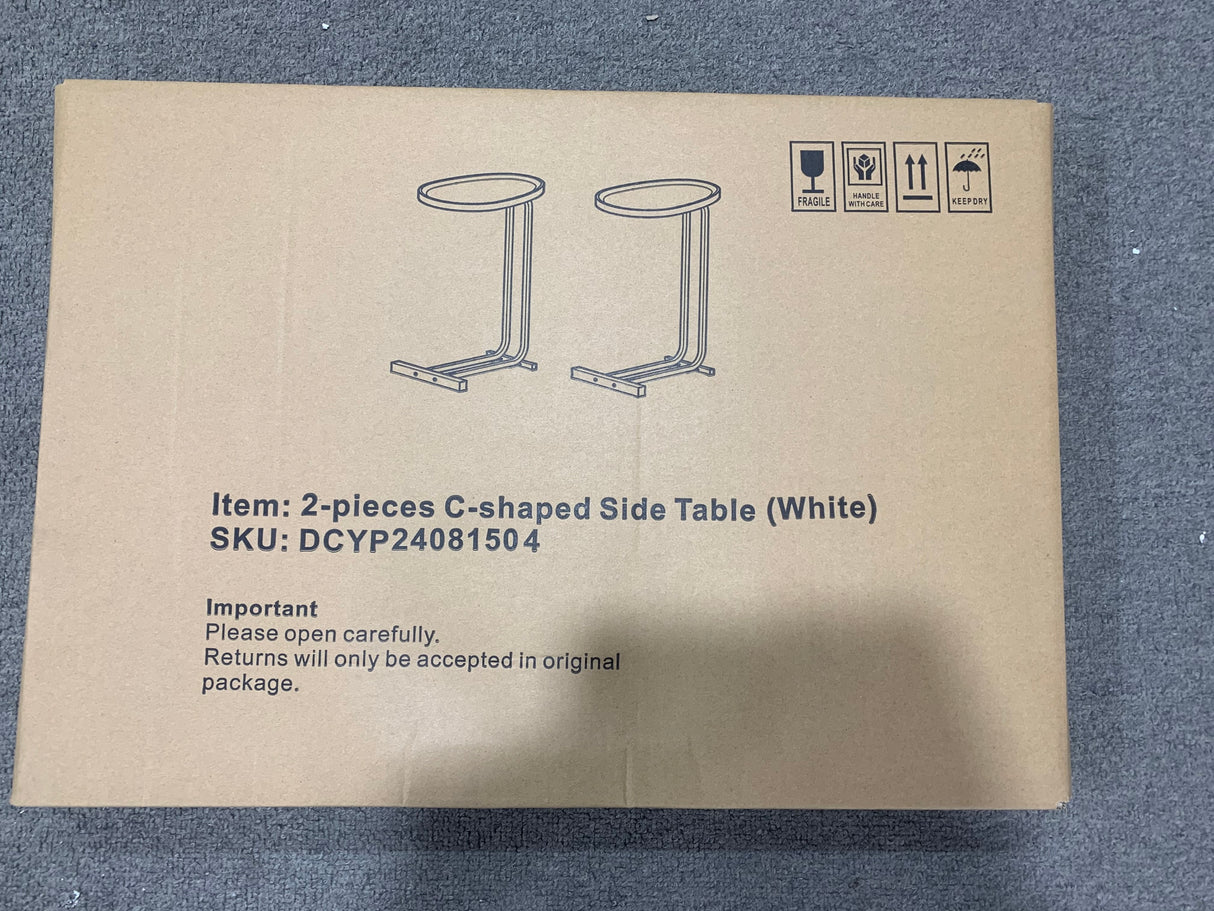 FRAGILE
HANDLE
WITH CARE
KEEP DRY
Item: 2-pieces C-shaped Side Table (White)
SKU: DCYP24081504
Important
Please open carefully.
Returns will only be accepted in original
package.